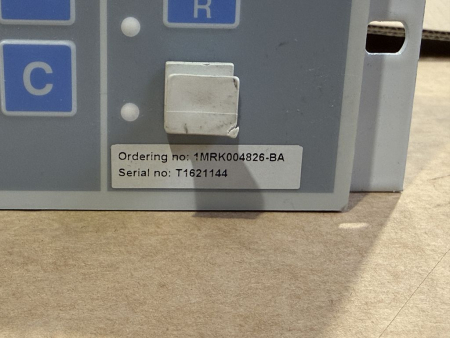 R
C
Ordering no: 1MRK004826-BA
Serial no: T1621144